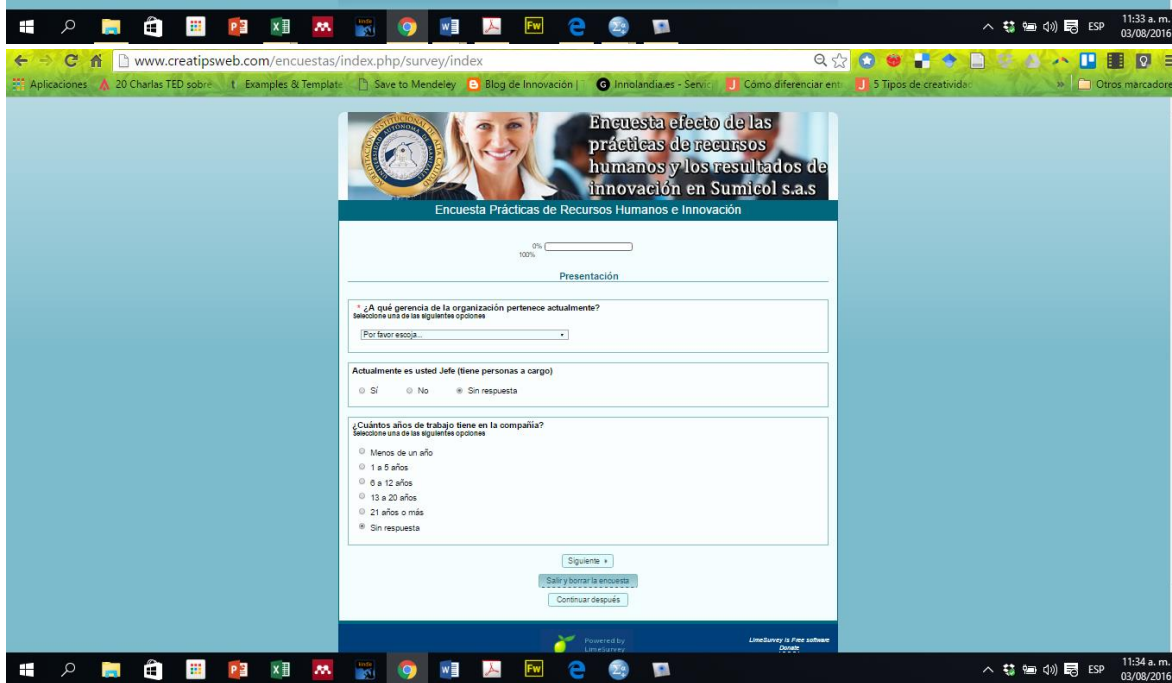 11:33 a. m.
ESP
03/08/2016
www.creatipsweb.com/encuestas/index.php/survey/index
Aplicaciones
20 Charlas TED sobre
Examples & Template
Save to Mendeley
Blog de Innovación |
Innolandia.es - Servic
Cómo diferenciar ent
5 Tipos de creativida
» Otros marcadore
Encuesta efecto de las
prácticas de recursos
humanos y los resultados de
innovación en Sumicol s.a.s
Encuesta Prácticas de Recursos Humanos e Innovación
0%
100%
Presentación
* ¿A qué gerencia de la organización pertenece actualmente?
Seleccione una de las siguientes opciones
Por favor escoja...
Actualmente es usted Jefe (tiene personas a cargo)
Sí No Sin respuesta
¿Cuántos años de trabajo tiene en la compañía?
Seleccione una de las siguientes opciones
Menos de un año
1 a 5 años
6 a 12 años
13 a 20 años
21 años o más
Sin respuesta
Siguiente
Salir y borrar la encuesta
Continuar después
Powered by
LimeSurvey
LimeSurvey is Free software
Donate
11:34 a. m.
ESP
03/08/2016